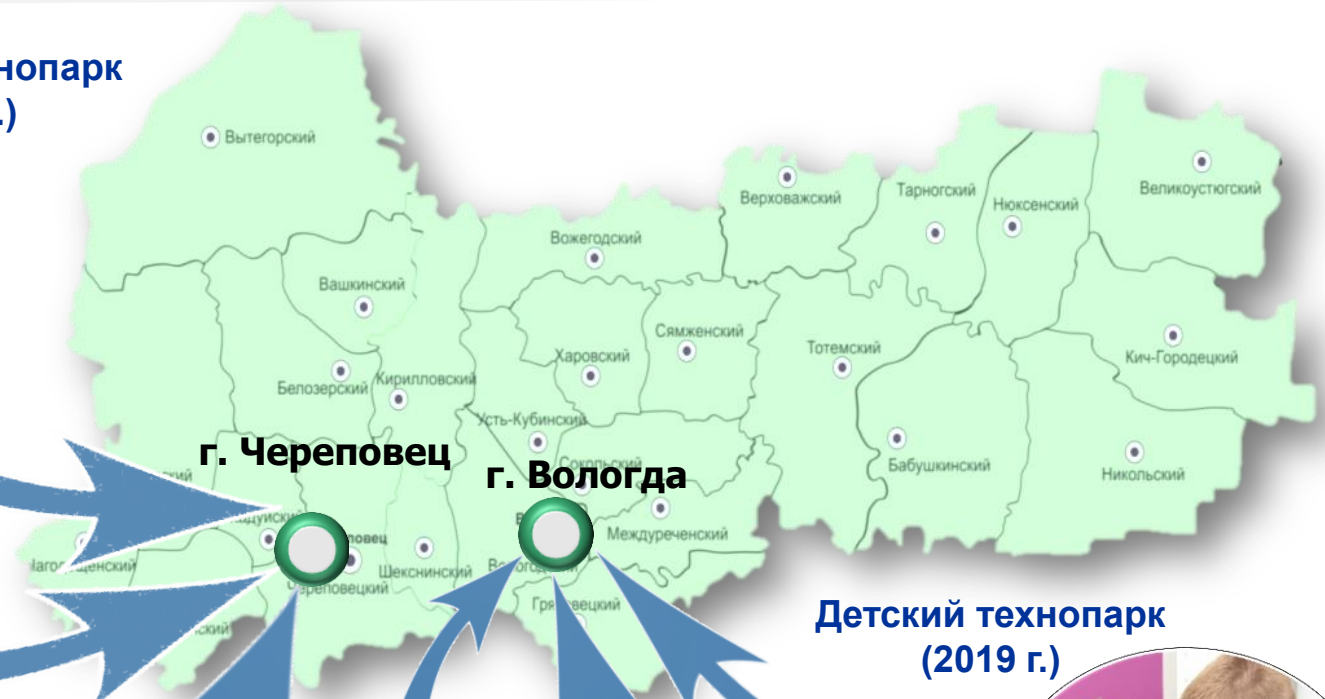 нопарк
.)
Вытегорский
Верховажский
Тарногский
Нюксенский
Великоустюгский
Вожегодский
Вашкинский
Сямженский
Харовский
Тотемский
Кич-Городецкий
Белозерский
Кирилловский
Усть-Кубинский
Сокольский
Бабушкинский
Никольский
г. Череповец
г. Вологда
Междуреченский
Шекснинский
Череповецкий
Детский технопарк
(2019 г.)